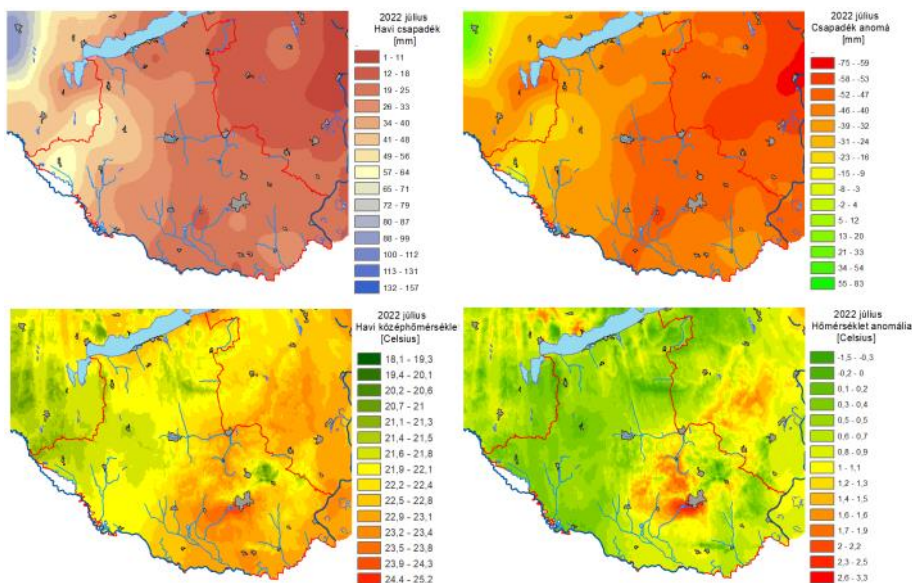 2022 július
Havi csapadék
[mm]
1 - 11
12 - 18
19 - 25
26 - 33
34 - 40
41 - 48
49 - 56
57 - 64
65 - 71
72 - 79
80 - 87
88 - 99
100 - 112
113 - 131
132 - 157
2022 július
Csapadék anomá
[mm]
-75 - -59
-58 - -53
-52 - -47
-46 - -40
-39 - -32
-31 - -24
-23 - -16
-15 - -9
-8 - -3
-2 - 4
5 - 12
13 - 20
21 - 33
34 - 54
55 - 83
2022 július
Havi középhőmérsékle
[Celsius]
18,1 - 19,3
19,4 - 20,1
20,2 - 20,6
20,7 - 21
21,1 - 21,3
21,4 - 21,5
21,6 - 21,8
21,9 - 22,1
22,2 - 22,4
22,5 - 22,8
22,9 - 23,1
23,2 - 23,4
23,5 - 23,8
23,9 - 24,3
24,4 - 25,2
2022 július
Hőmérséklet anomália
[Celsius]
-1,5 - -0,3
-0,2 - 0
0,1 - 0,2
0,3 - 0,4
0,5 - 0,5
0,6 - 0,7
0,8 - 0,9
1 - 1,1
1,2 - 1,3
1,4 - 1,5
1,6 - 1,6
1,7 - 1,9
2 - 2,2
2,3 - 2,5
2,6 - 3,3